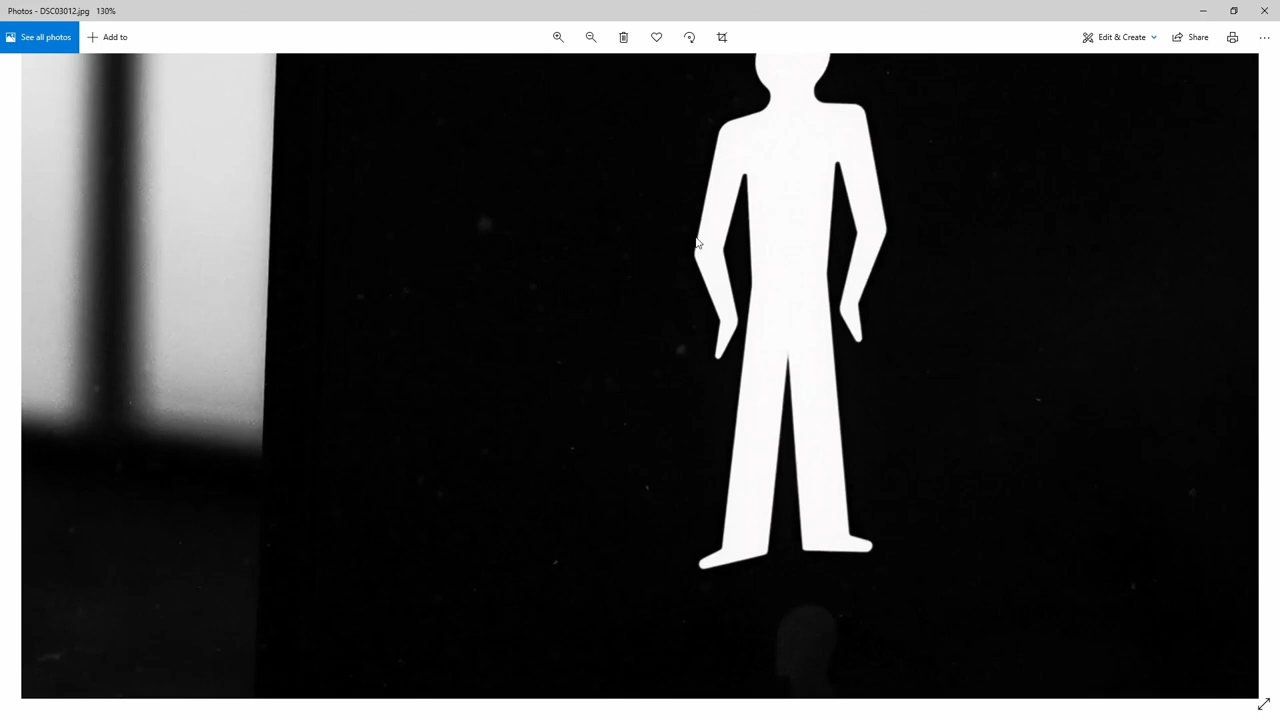 Photos - DSC03012.jpg   130%
See all photos
Add to
Edit & Create
Share